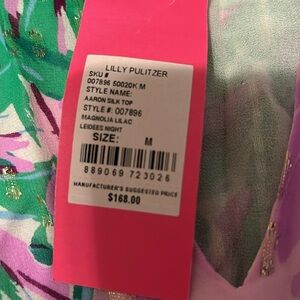 LILLY PULITZER
SKU #
007896 50020K M
STYLE NAME:
AARON SILK TOP
STYLE #: 007896
MAGNOLIA LILAC
LEIDEES NIGHT
SIZE: M
889069 723026
MANUFACTURER'S SUGGESTED PRICE
$168.00